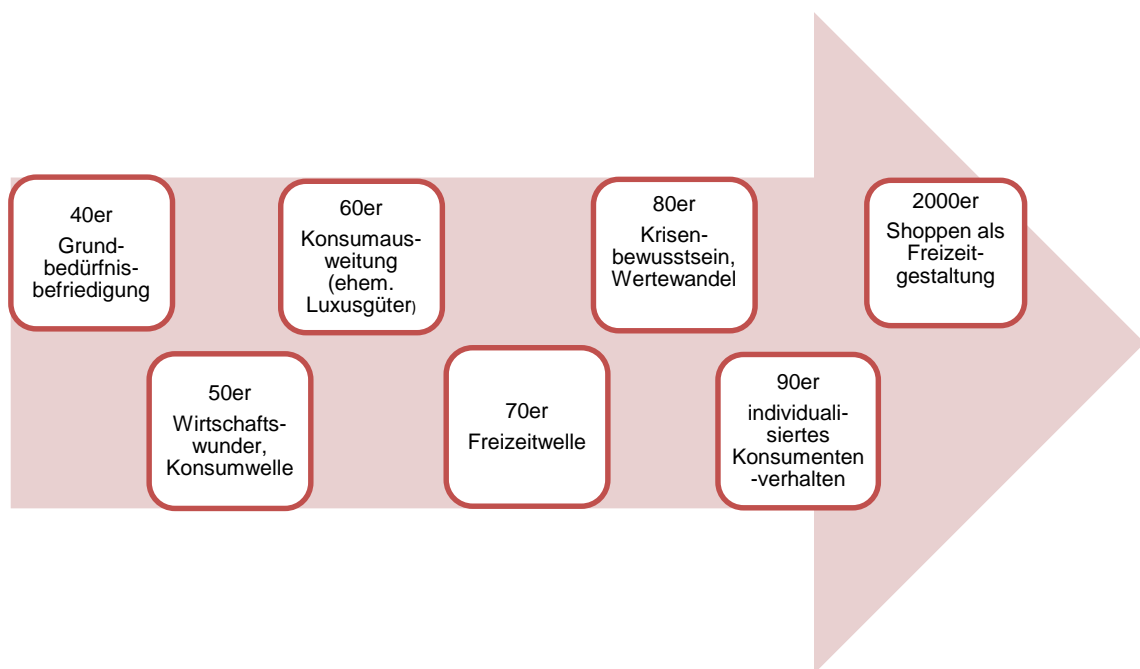 40er
Grund-
bedürfnis-
befriedigung
50er
Wirtschafts-
wunder,
Konsumwelle
60er
Konsumaus-
weitung
(ehem.
Luxusgüter)
70er
Freizeitwelle
80er
Krisen-
bewusstsein,
Wertewandel
90er
individuali-
siertes
Konsumenten
-verhalten
2000er
Shoppen als
Freizeit-
gestaltung